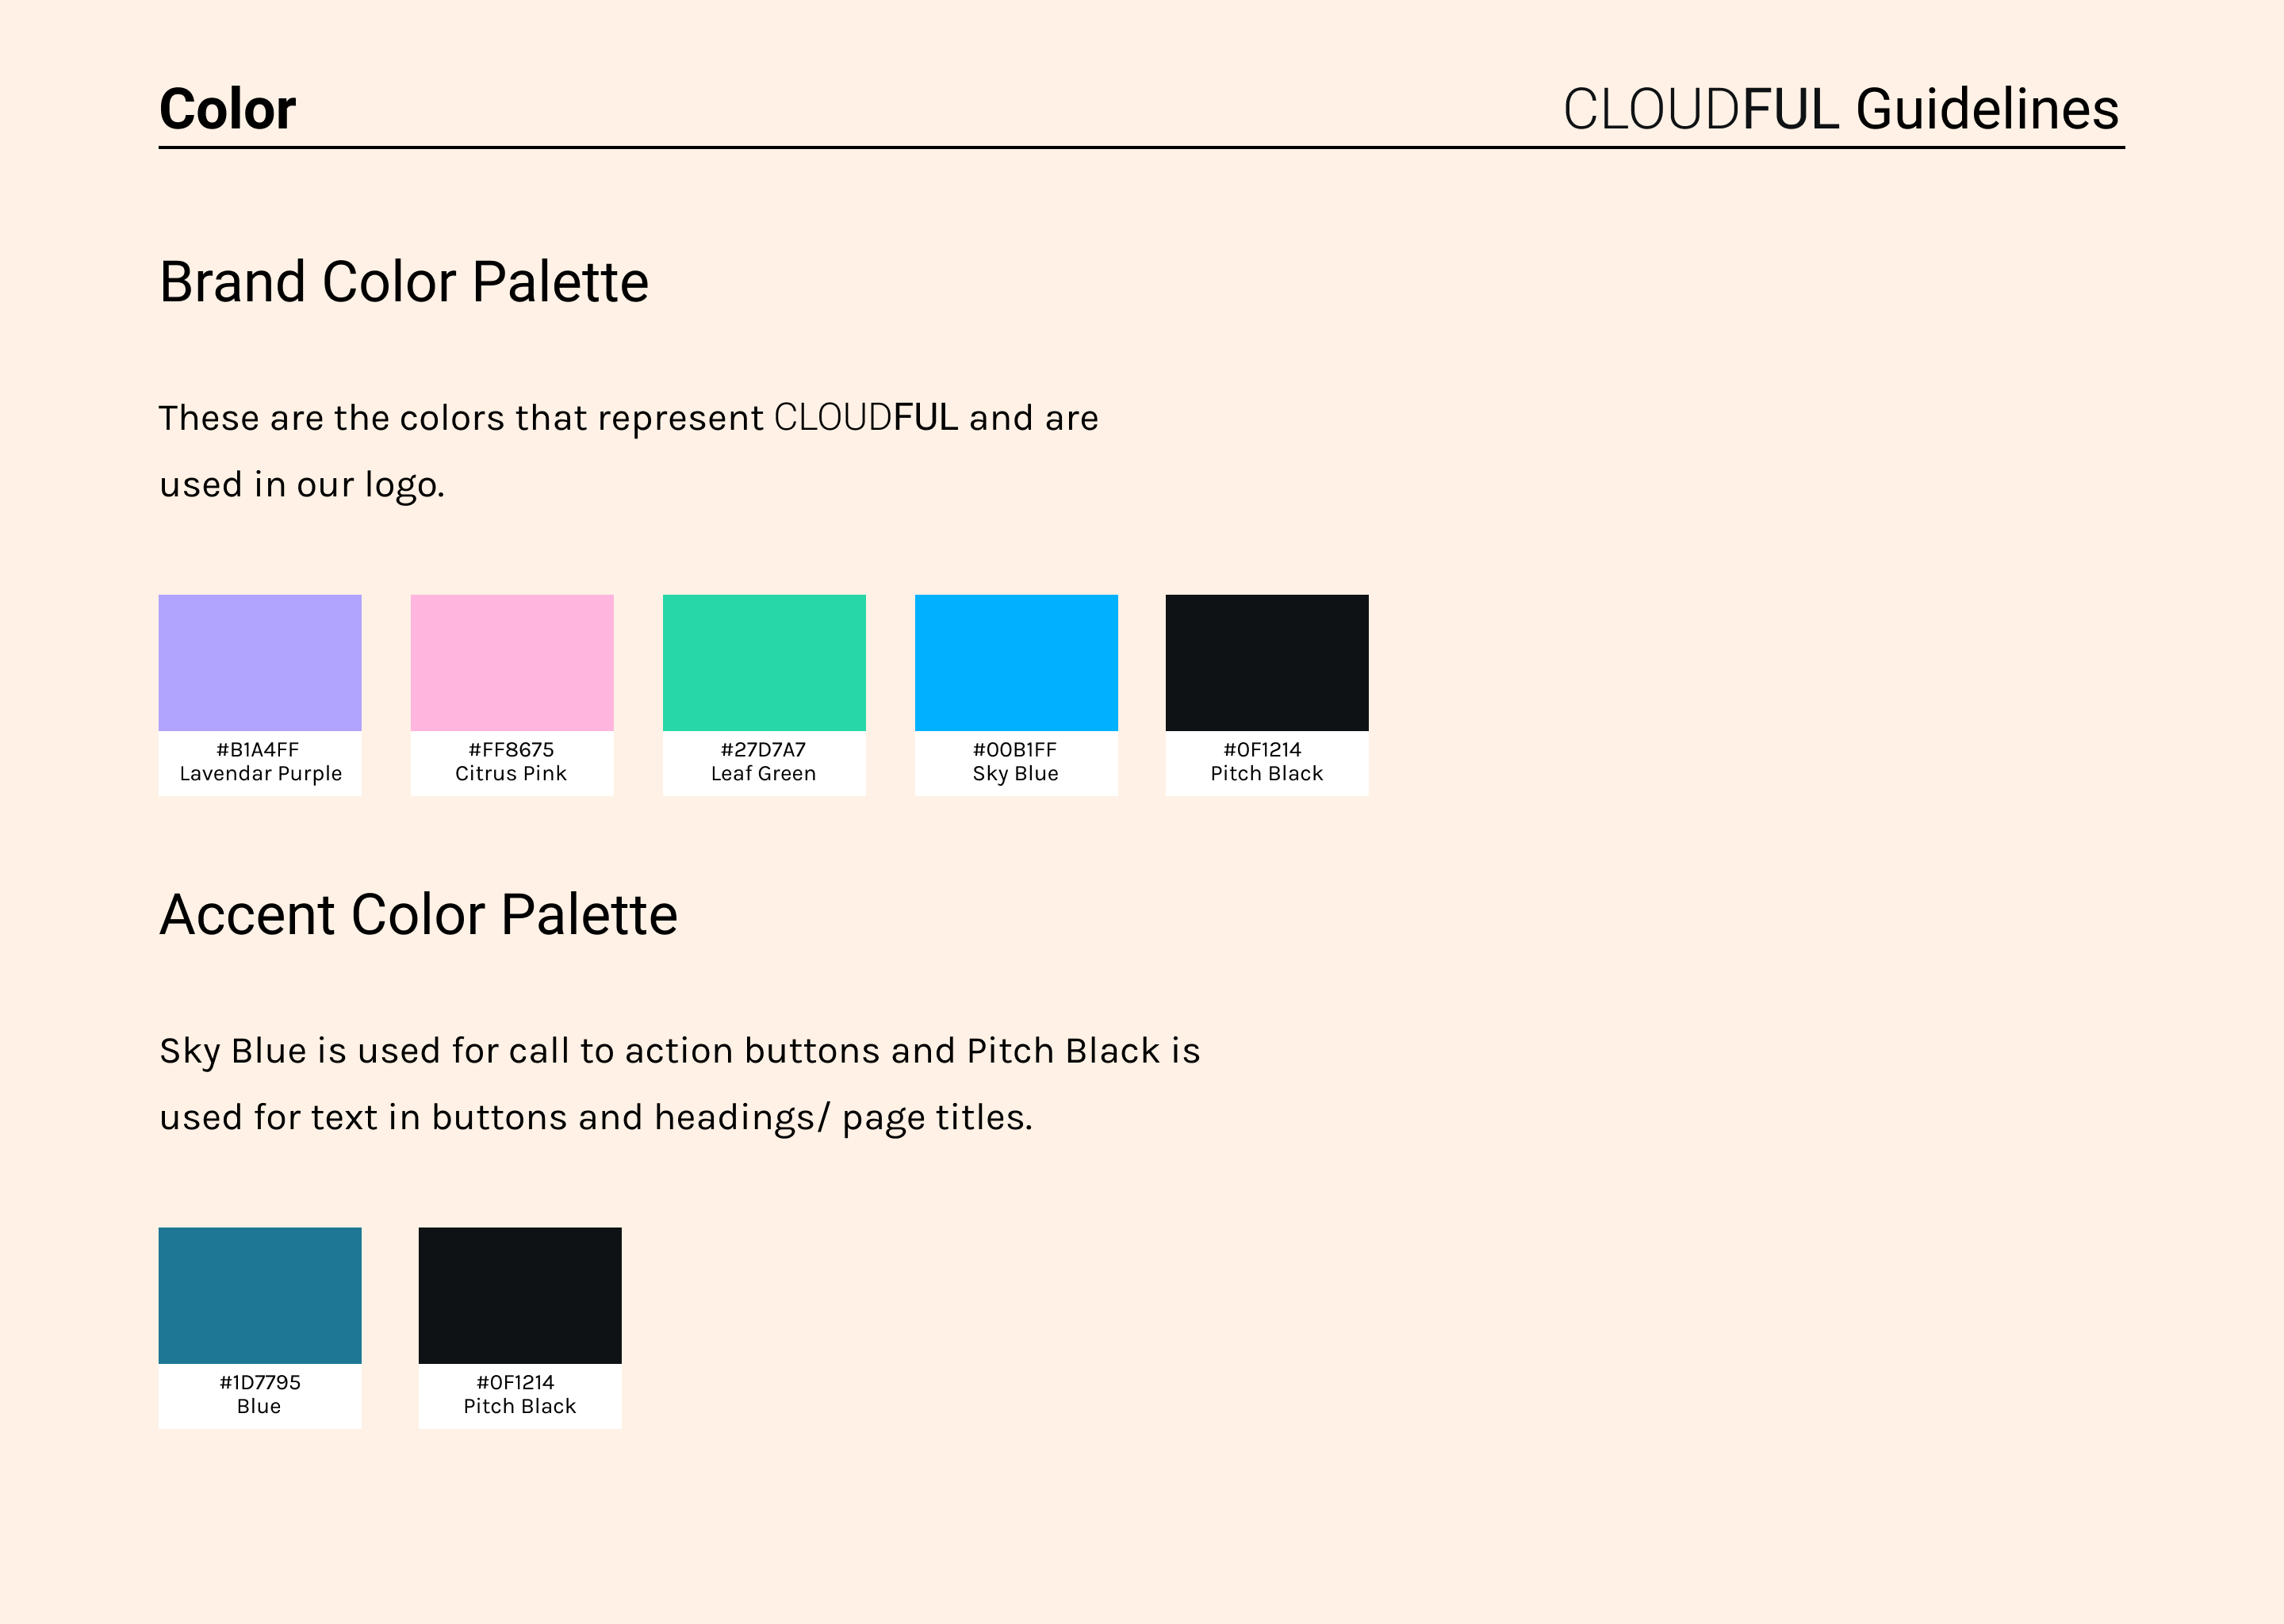 Color
CLOUDFUL Guidelines
Brand Color Palette
These are the colors that represent CLOUDFUL and are
used in our logo.
#B1A4FF
Lavendar Purple
#FF8675
Citrus Pink
#27D7A7
Leaf Green
#00B1FF
Sky Blue
#0F1214
Pitch Black
Accent Color Palette
Sky Blue is used for call to action buttons and Pitch Black is
used for text in buttons and headings/ page titles.
#1D7795
Blue
#0F1214
Pitch Black